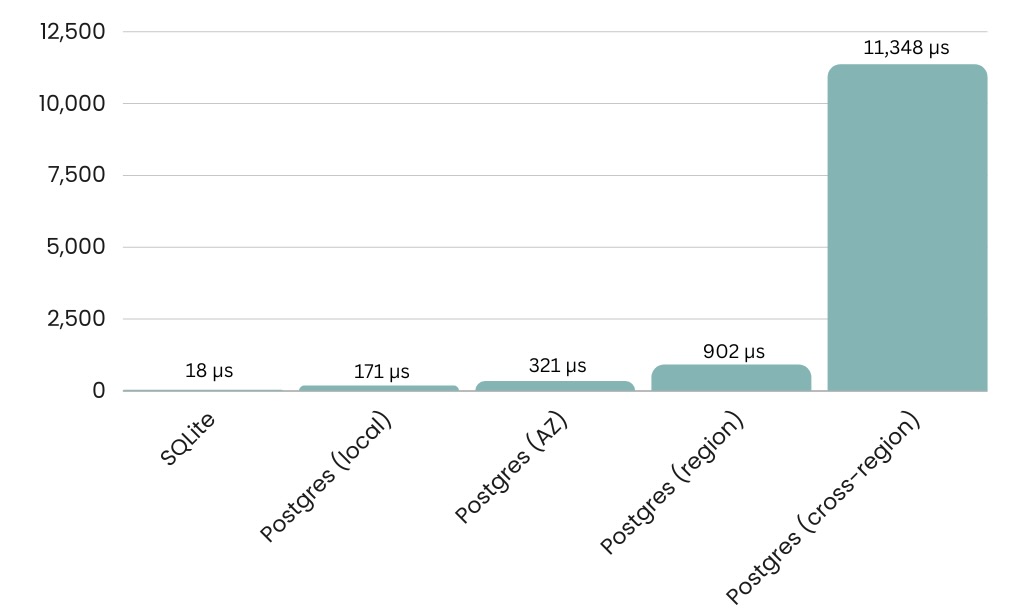 12,500
11,348 µs
10,000
7,500
5,000
2,500
902 µs
321 µs
171 µs
18 µs
0
SQLite
Postgres (local)
Postgres (AZ)
Postgres (region)
Postgres (cross-region)